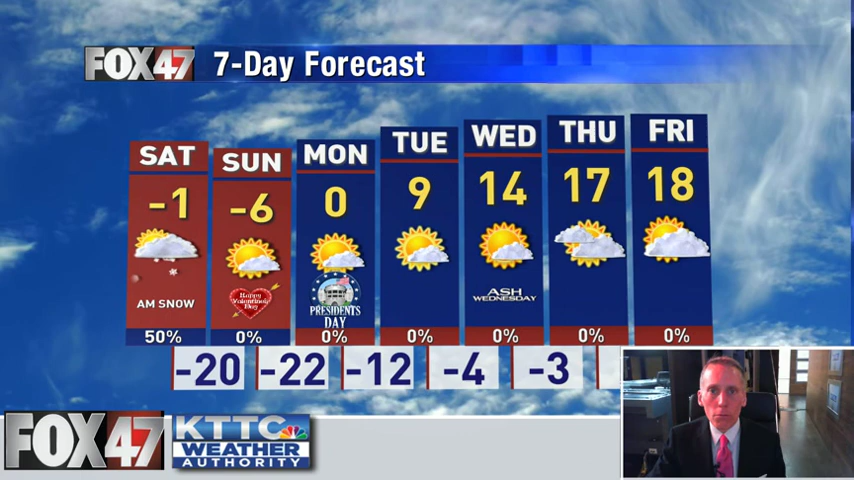 FOX47 7-Day Forecast
SAT SUN MON TUE WED THU FRI
-1 -6 0 9 14 17 18
Happy Valentine's Day
PRESIDENTS DAY
ASH WEDNESDAY
AM SNOW
50% 0% 0% 0% 0% 0% 0%
-20 -22 -12 -4 -3
FOX47
KTTC
WEATHER
AUTHORITY